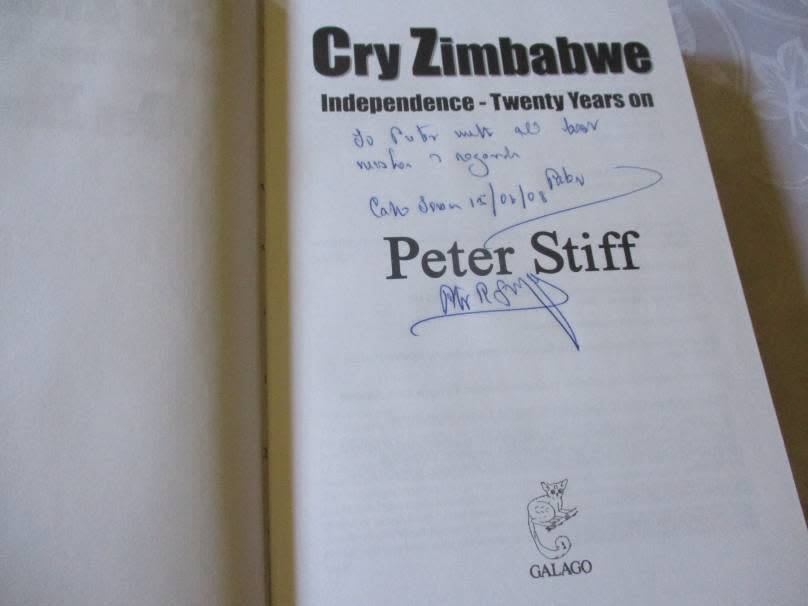 Cry Zimbabwe
Independence - Twenty Years on
To Peter with all best
wishes & regards
Peter
Cape Town 15/06/08
Peter Stiff
GALAGO